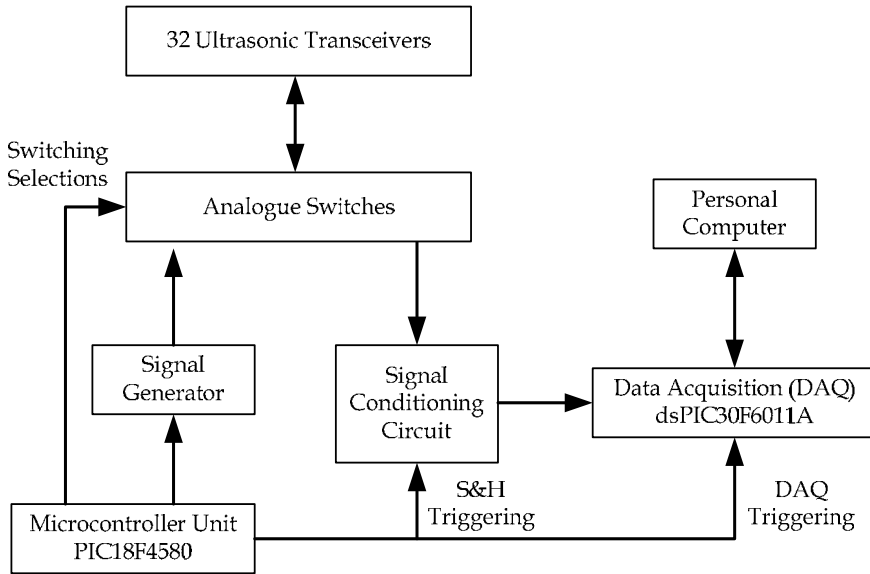 32 Ultrasonic Transceivers
Switching
Selections
Analogue Switches
Personal
Computer
Signal
Generator
Signal
Conditioning
Circuit
Data Acquisition (DAQ)
dsPIC30F6011A
S&H
Triggering
DAQ
Triggering
Microcontroller Unit
PIC18F4580